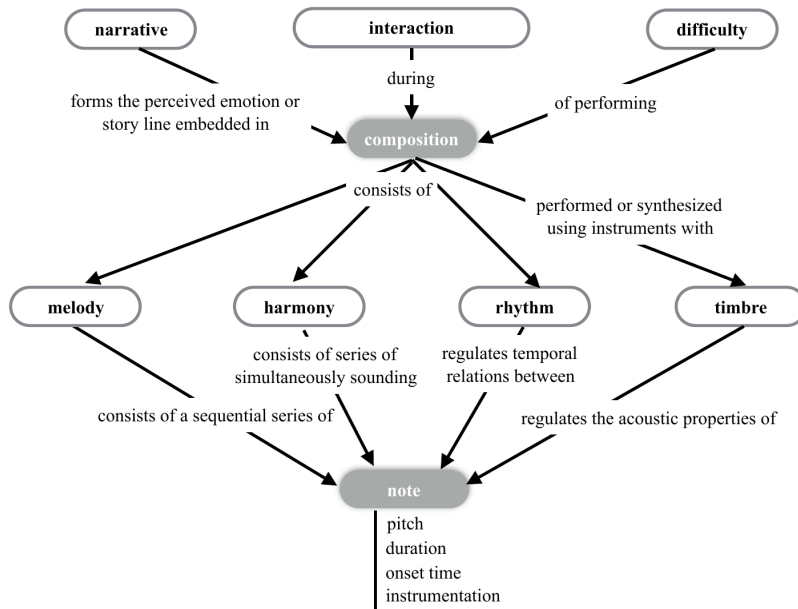 narrative
interaction
difficulty
during
forms the perceived emotion or
story line embedded in
of performing
composition
consists of
performed or synthesized
using instruments with
melody
harmony
rhythm
timbre
consists of series of
simultaneously sounding
regulates temporal
relations between
consists of a sequential series of
regulates the acoustic properties of
note
pitch
duration
onset time
instrumentation